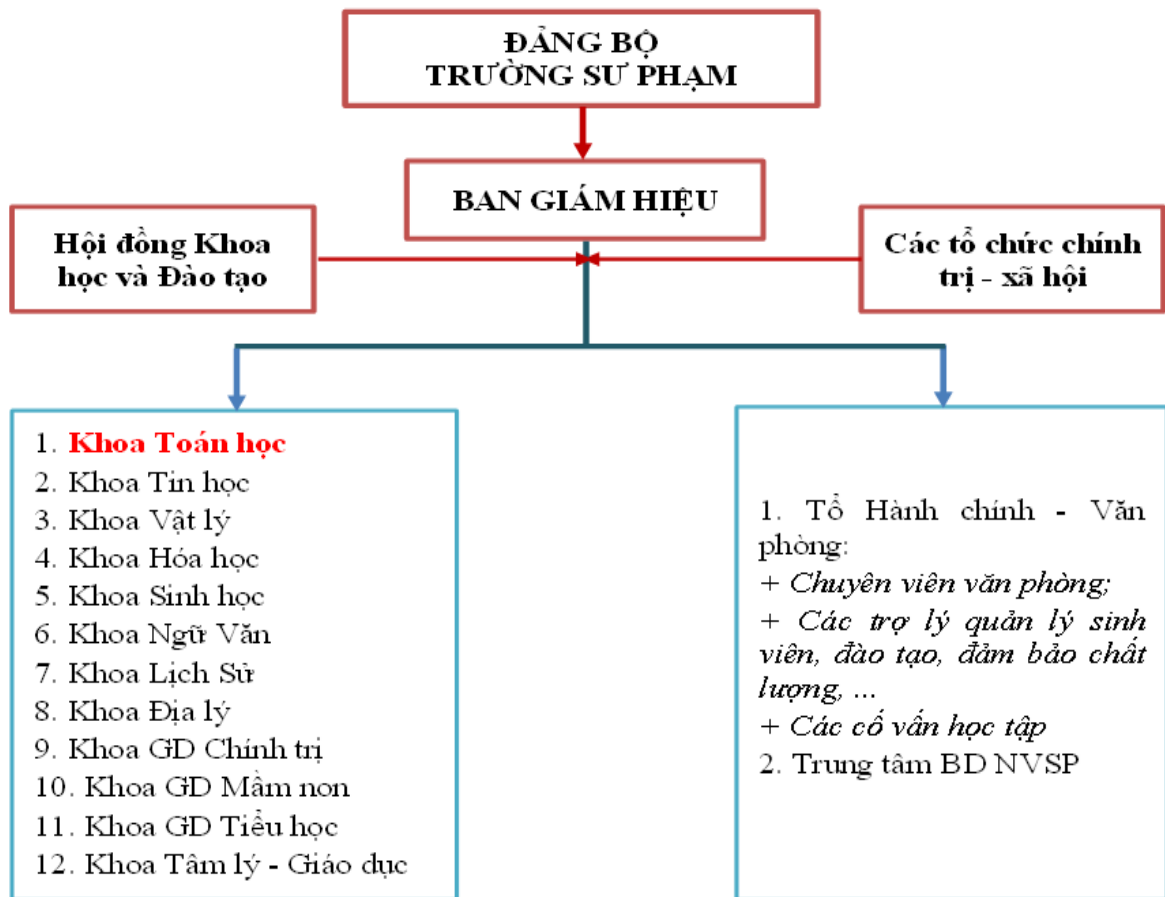 ĐẢNG BỘ
TRƯỜNG SƯ PHẠM
BAN GIÁM HIỆU
Hội đồng Khoa
học và Đào tạo
Các tổ chức chính
trị - xã hội
1. Khoa Toán học
2. Khoa Tin học
3. Khoa Vật lý
4. Khoa Hóa học
5. Khoa Sinh học
6. Khoa Ngữ Văn
7. Khoa Lịch Sử
8. Khoa Địa lý
9. Khoa GD Chính trị
10. Khoa GD Mầm non
11. Khoa GD Tiểu học
12. Khoa Tâm lý - Giáo dục
1. Tổ Hành chính - Văn
phòng:
+ Chuyên viên văn phòng;
+ Các trợ lý quản lý sinh
viên, đào tạo, đảm bảo chất
lượng, ...
+ Các cố vấn học tập
2. Trung tâm BD NVSP